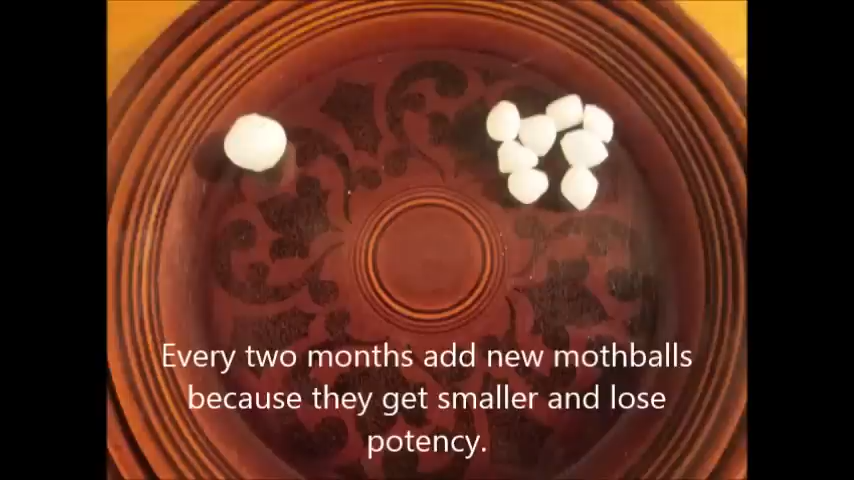 Every two months add new mothballs
because they get smaller and lose
potency.